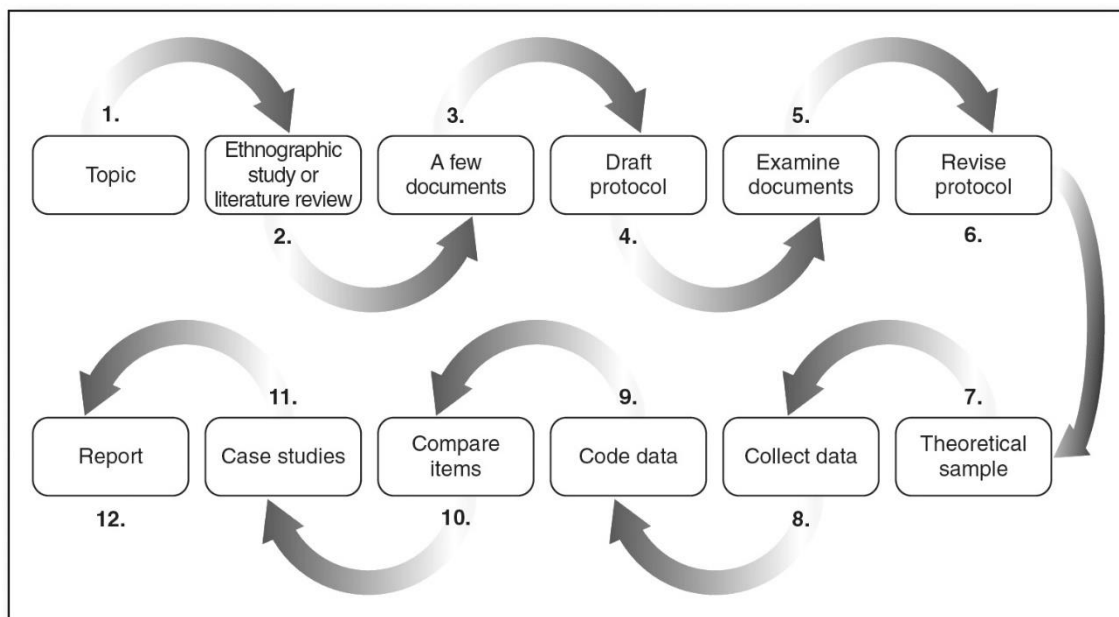 1.
Topic
Ethnographic
study or
literature review
2.
3.
A few
documents
Draft
protocol
4.
5.
Examine
documents
Revise
protocol
6.
7.
Theoretical
sample
Collect data
8.
9.
Code data
Compare
items
10.
11.
Case studies
Report
12.